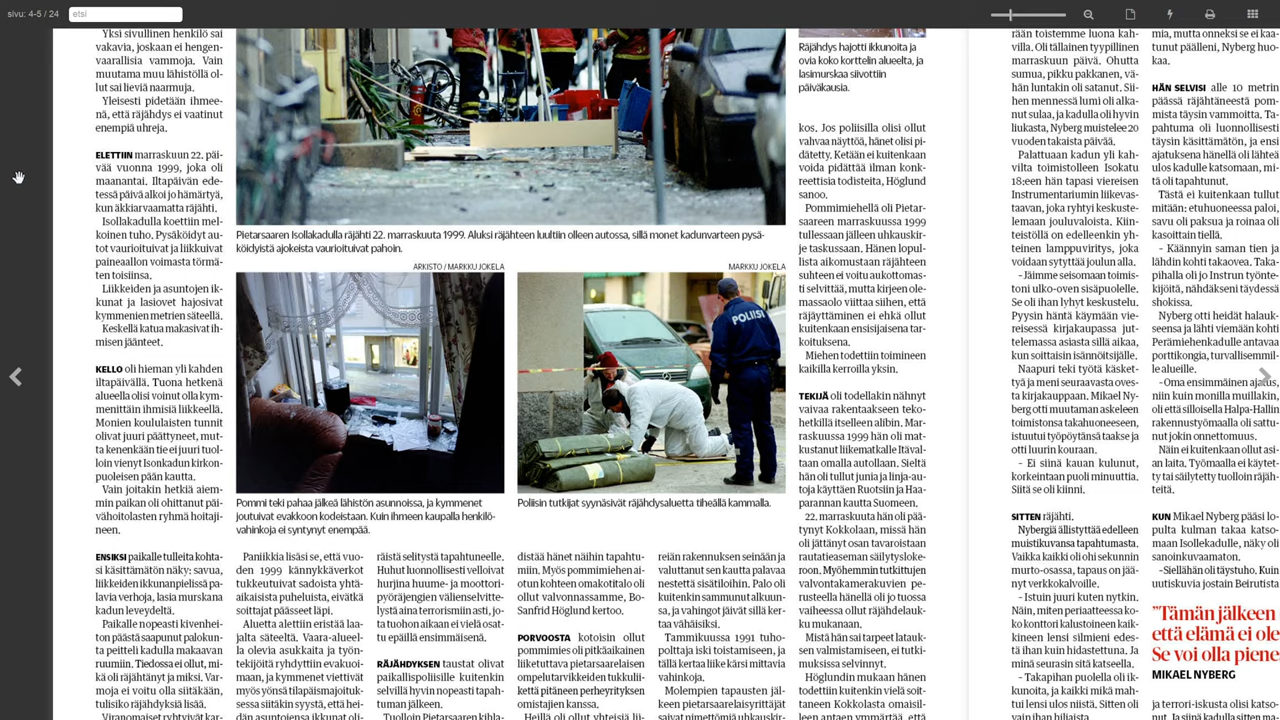 sivu: 4-5 / 24
etsi
Yksi sivullinen henkilö sai
vakavia, joskaan ei hengen-
vaarallisia vammoja. Vain
muutama muu lähistöllä ol-
lut sai lieviä naarmuja.
Yleisesti pidetään ihmee-
nä, että räjähdys ei vaatinut
enempiä uhreja.
ELETTIIN marraskuun 22. päi-
vää vuonna 1999, joka oli
maanantai. Iltapäivän ede-
tessä päivä alkoi jo hämärtyä,
kun äkkiarvaamatta räjähti.
Isollakadulla koettiin mel-
koinen tuho. Pysäköidyt au-
tot vaurioituivat ja liikkuivat
paineaallon voimasta törmä-
ten toisiinsa.
Liikkeiden ja asuntojen ik-
kunat ja lasiovet hajosivat
kymmenien metrien säteellä.
Keskellä katua makasivat ih-
misen jäänteet.
KELLO oli hieman yli kahden
iltapäivällä. Tuona hetkenä
alueella olisi voinut olla kym-
menittäin ihmisiä liikkeellä.
Monien koululaisten tunnit
olivat juuri päättyneet, mut-
ta kenenkään tie ei juuri tuol-
loin vienyt Isonkadun kirkon-
puoleisen pään kautta.
Vain joitakin hetkiä aiem-
min paikan oli ohittanut päi-
vähoitolasten ryhmä hoitaji-
neen.
ENSIKSI paikalle tulleita kohta-
si käsittämätön näky: savua,
liikkeiden ikkunanpielissä pa-
lavia verhoja, lasia murskana
kadun leveydeltä.
Paikalle nopeasti kivenhei-
ton päästä saapunut palokun-
ta peitteli kadulla makaavan
ruumiin. Tiedossa ei ollut, mi-
kä oli räjähtänyt ja miksi. Var-
moja ei voitu olla siitäkään,
tulisiko räjähdyksiä lisää.
Viranomaiset ryhtyivät kar-
Pietarsaaren Isollakadulla räjähti 22. marraskuuta 1999. Aluksi räjähteen luultiin olleen autossa, sillä monet kadunvarteen pysä-
köidyistä ajokeista vaurioituivat pahoin.
ARKISTO / MARKKU JOKELA
MARKKU JOKELA
POLIISI
Pommi teki pahaa jälkeä lähistön asunnoissa, ja kymmenet
joutuivat evakkoon kodeistaan. Kuin ihmeen kaupalla henkilö-
vahinkoja ei syntynyt enempää.
Poliisin tutkijat syynäsivät räjähdysaluetta tiheällä kammalla.
Paniikkia lisäsi se, että vuo-
den 1999 kännykkäverkot
tukkeutuivat sadoista yhtä-
aikaisista puheluista, eivätkä
soittajat päässeet läpi.
Aluetta alettiin eristää laa-
jalta säteeltä. Vaara-alueel-
la olevia asukkaita ja työn-
tekijöitä ryhdyttiin evakuoi-
maan, ja kymmenet viettivät
myös yönsä tilapäismajoituk-
sessa siitäkin syystä, että hei-
dän asuntojensa ikkunat oli-
räistä selitystä tapahtuneelle.
Huhut luonnollisesti velloivat
hurjina huume- ja moottori-
pyöräjengien välienselvitte-
lystä aina terrorismiin asti, jo-
ta tuohon aikaan ei vielä osat-
tu epäillä ensimmäisenä.
RÄJÄHDYKSEN taustat olivat
paikallispoliisille kuitenkin
selvillä hyvin nopeasti tapah-
tuman jälkeen.
Tuolloin Pietarsaaren kihla-
distää hänet näihin tapahtu-
miin. Myös pommimiehen ai-
otun kohteen omakotitalo oli
ollut valvonnassamme, Bo-
Sanfrid Höglund kertoo.
PORVOOSTA kotoisin ollut
pommimies oli pitkäaikainen
liiketuttava pietarsaarelaisen
ompelutarvikkeiden tukkulii-
kettä pitäneen perheyrityksen
omistajien kanssa.
Heillä oli ollut yhteisiä lii-
reiän rakennuksen seinään ja
valuttanut sen kautta palavaa
nestettä sisätiloihin. Palo oli
kuitenkin sammunut alkuun-
sa, ja vahingot jäivät sillä ker-
taa vähäisiksi.
Tammikuussa 1991 tuho-
polttaja iski toistamiseen, ja
tällä kertaa liike kärsi mittavia
vahinkoja.
Molempien tapausten jäl-
keen pietarsaarelaisyrittäjät
saivat nimettömiä uhkauskir-
Räjähdys hajotti ikkunoita ja
ovia koko korttelin alueelta, ja
lasimurskaa siivottiin
päiväkausia.
kos. Jos poliisilla olisi ollut
vahvaa näyttöä, hänet olisi pi-
dätetty. Ketään ei kuitenkaan
voida pidättää ilman konk-
reettisia todisteita, Höglund
sanoo.
Pommimiehellä oli Pietar-
saareen marraskuussa 1999
tullessaan jälleen uhkauskir-
je taskussaan. Hänen lopul-
lista aikomustaan räjähteen
suhteen ei voitu aukottomas-
ti selvittää, mutta kirjeen ole-
massaolo viittaa siihen, että
räjäyttäminen ei ehkä ollut
kuitenkaan ensisijaisena tar-
koituksena.
Miehen todettiin toimineen
kaikilla kerroilla yksin.
TEKIJÄ oli todellakin nähnyt
vaivaa rakentaakseen teko-
hetkillä itselleen alibin. Mar-
raskuussa 1999 hän oli mat-
kustanut liikematkalle Itäval-
taan omalla autollaan. Sieltä
hän oli tullut junia ja linja-au-
toja käyttäen Ruotsiin ja Haa-
parannan kautta Suomeen.
22. marraskuuta hän oli pää-
tynyt Kokkolaan, missä hän
oli jättänyt osan tavaroistaan
rautatieaseman säilytysloke-
roon. Myöhemmin tutkittujen
valvontakamerakuvien pe-
rusteella hänellä oli jo tuossa
vaiheessa ollut räjähdelauk-
ku mukanaan.
Mistä hän sai tarpeet latauk-
sen valmistamiseen, ei tutki-
muksissa selvinnyt.
Höglundin mukaan hänen
todettiin kuitenkin vielä soit-
taneen Kokkolasta omaisil-
leen antaen ymmärtää, että
rään toistemme luona kah-
villa. Oli tällainen tyypillinen
marraskuun päivä. Ohutta
sumua, pikku pakkanen, vä-
hän luntakin oli satanut. Sii-
hen mennessä lumi oli alka-
nut sulaa, ja kadulla oli hyvin
liukasta, Nyberg muistelee 20
vuoden takaista päivää.
Palattuaan kadun yli kah-
vilta toimistolleen Isokatu
18:een hän tapasi viereisen
Instrumentariumin liikevas-
taavan, joka ryhtyi keskuste-
lemaan jouluvaloista. Kiin-
teistöllä on edelleenkin yh-
teinen lamppuviritys, joka
voidaan sytyttää joulun alla.
– Jäimme seisomaan toimis-
toni ulko-oven sisäpuolelle.
Se oli ihan lyhyt keskustelu.
Pyysin häntä käymään vie-
reisessä kirjakaupassa jut-
telemassa asiasta sillä aikaa,
kun soittaisin isännöitsijälle.
Naapuri teki työtä käsket-
tyä ja meni seuraavasta oves-
ta kirjakauppaan. Mikael Ny-
berg otti muutaman askeleen
toimistonsa takahuoneeseen,
istuutui työpöytänsä taakse ja
otti luurin kouraan.
– Ei siinä kauan kulunut,
korkeintaan puoli minuuttia.
Siitä se oli kiinni.
SITTEN räjähti.
Nybergiä ällistyttää edelleen
muistikuvansa tapahtumasta.
Vaikka kaikki oli ohi sekunnin
murto-osassa, tapaus on jää-
nyt verkkokalvoille.
– Istuin juuri kuten nytkin.
Näin, miten periaatteessa ko-
ko konttori kalustoineen kaik-
kineen lensi silmieni edes-
tä ihan kuin hidastettuna. Ja
minä seurasin sitä katseella.
– Takapihan puolella oli ik-
kunoita, ja kaikki mikä mah-
tui lensi ulos niistä. Sitten oli
vain ihan hiljaista.
mia, mutta onneksi se ei kaa-
tunut päälleni, Nyberg huo-
kaa.
HÄN SELVISI alle 10 metrin
päässä räjähtäneestä pom-
mista täysin vammoitta. Ta-
pahtuma oli luonnollisesti
täysin käsittämätön, ja ensi
ajatuksena hänellä oli lähteä
ulos kadulle katsomaan, mi-
tä oli tapahtunut.
Tästä ei kuitenkaan tullut
mitään; etuhuoneessa paloi,
savu oli paksua ja roinaa oli
kasoittain tiellä.
– Käännyin saman tien ja
lähdin kohti takaovea. Taka-
pihalla oli jo Instrun työnte-
kijöitä, nähdäkseni täydessä
shokissa.
Nyberg otti heidät halauk-
seensa ja lähti viemään kohti
Perämiehenkadulle antavaa
porttikongia, turvallisemmil-
le alueille.
– Oma ensimmäinen ajatus,
niin kuin monilla muillakin,
oli että silloisella Halpa-Hallin
rakennustyömaalla oli sattu-
nut jokin onnettomuus.
Näin ei kuitenkaan ollut asi-
an laita. Työmaalla ei käytet-
ty tai säilytetty tuolloin räjäh-
teitä.
KUN Mikael Nyberg pääsi lo-
pulta kulman takaa katso-
maan Isollekadulle, näky oli
sanoinkuvaamaton.
– Siellähän oli täystuho. Kuin
uutiskuvia jostain Beirutista
”Tämän jälkeen
että elämä ei ole
Se voi olla piene
MIKAEL NYBERG
ja terrori-iskusta olisi katso-